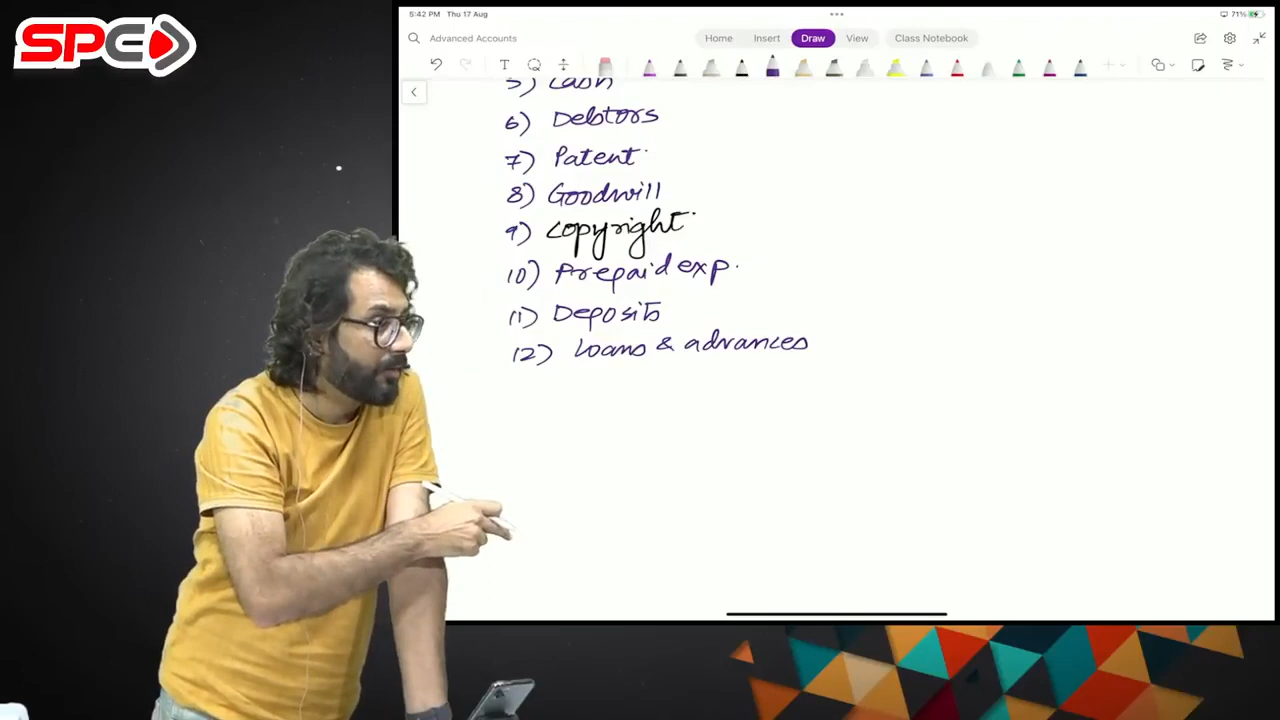 SPE
5:42 PM Thu 17 Aug
71%
Advanced Accounts
Home Insert Draw View Class Notebook
T
5) Cash
6) Debtors
7) Patent
8) Goodwill
9) Copyright
10) Prepaid exp.
11) Deposits
12) Loans & advances